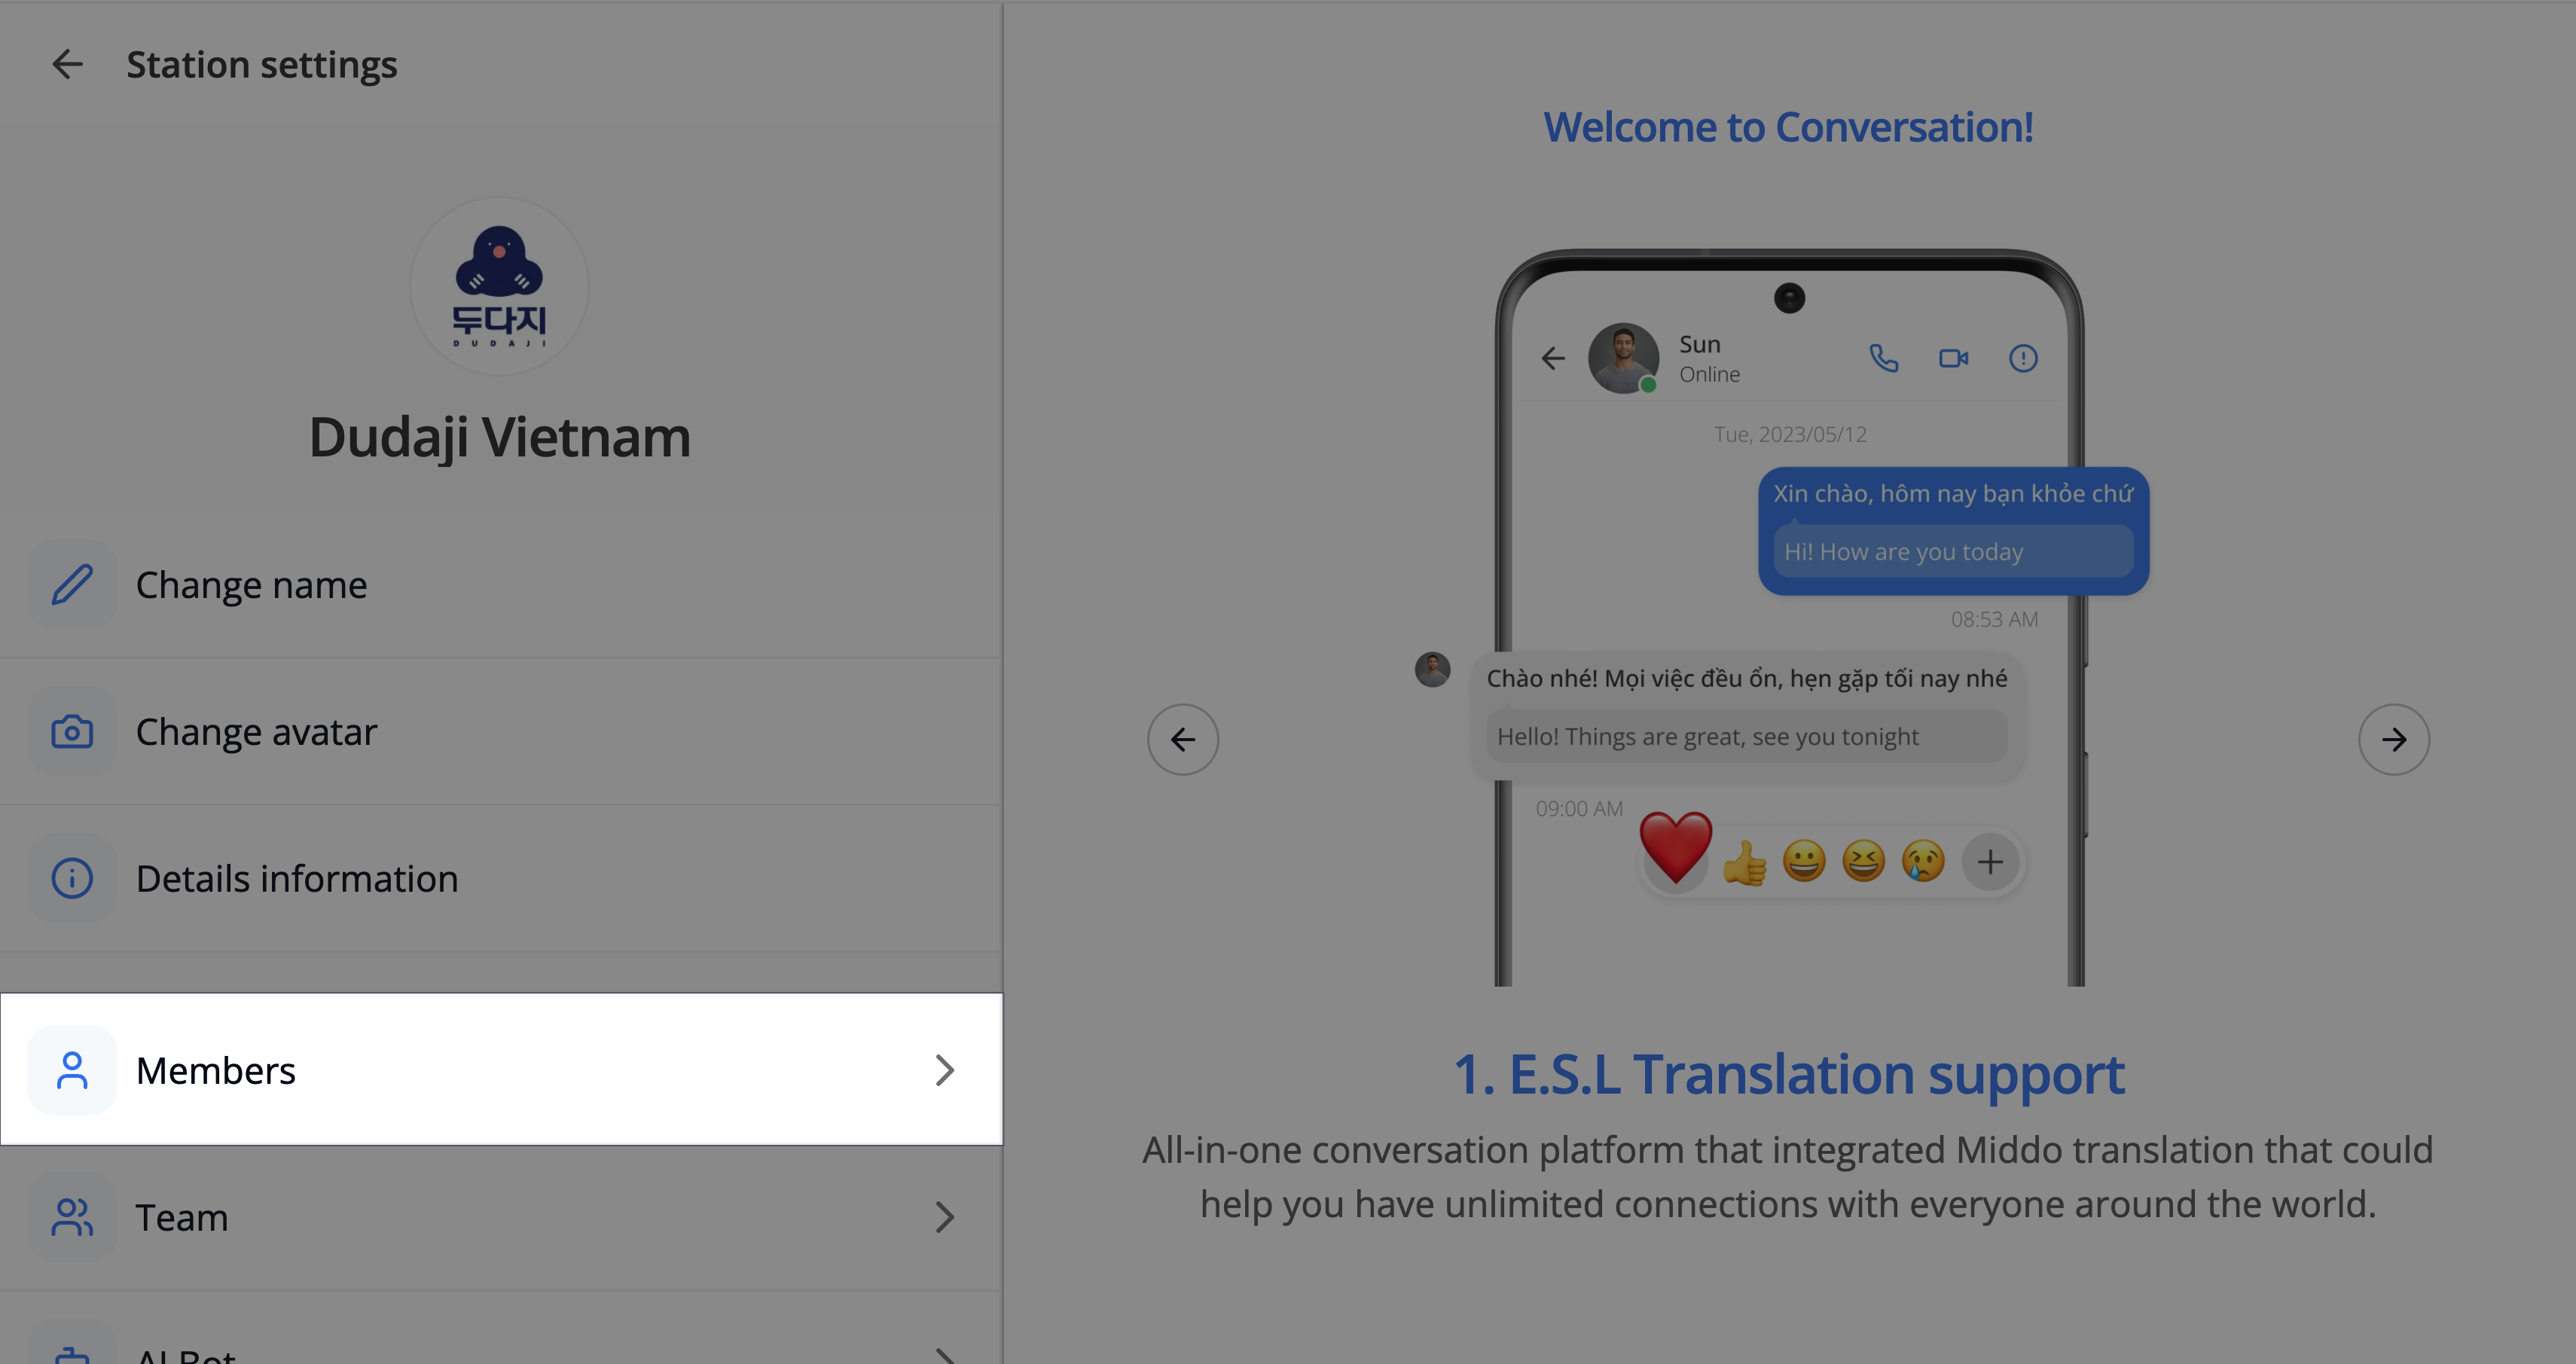 Station settings
두다지
DUDAJI
Dudaji Vietnam
Change name
Change avatar
Details information
Members
Team
AI Bot
Welcome to Conversation!
Sun
Online
Tue, 2023/05/12
Xin chào, hôm nay bạn khỏe chứ
Hi! How are you today
08:53 AM
Chào nhé! Mọi việc đều ổn, hẹn gặp tối nay nhé
Hello! Things are great, see you tonight
09:00 AM
1. E.S.L Translation support
All-in-one conversation platform that integrated Middo translation that could
help you have unlimited connections with everyone around the world.